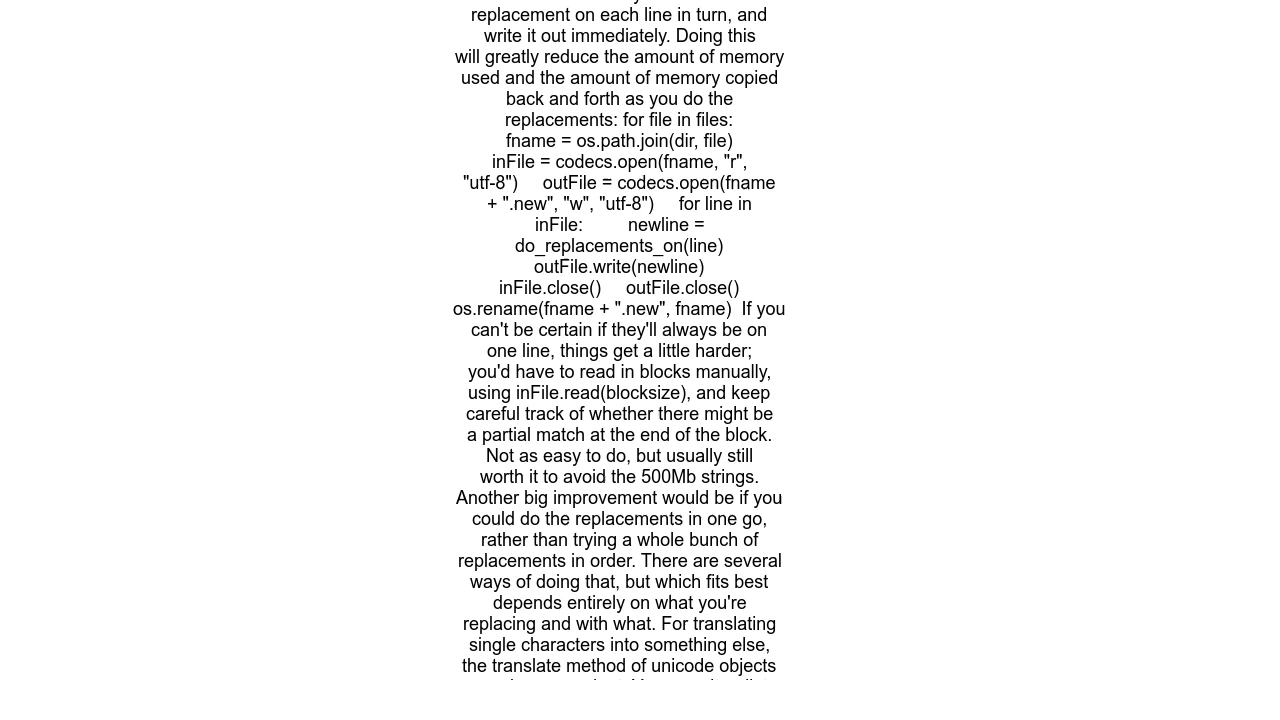 replacement on each line in turn, and
write it out immediately. Doing this
will greatly reduce the amount of memory
used and the amount of memory copied
back and forth as you do the
replacements: for file in files:
fname = os.path.join(dir, file)
inFile = codecs.open(fname, "r",
"utf-8")     outFile = codecs.open(fname
+ ".new", "w", "utf-8")     for line in
inFile:         newline =
do_replacements_on(line)
outFile.write(newline)
inFile.close()     outFile.close()
os.rename(fname + ".new", fname)  If you
can't be certain if they'll always be on
one line, things get a little harder;
you'd have to read in blocks manually,
using inFile.read(blocksize), and keep
careful track of whether there might be
a partial match at the end of the block.
Not as easy to do, but usually still
worth it to avoid the 500Mb strings.
Another big improvement would be if you
could do the replacements in one go,
rather than trying a whole bunch of
replacements in order. There are several
ways of doing that, but which fits best
depends entirely on what you're
replacing and with what. For translating
single characters into something else,
the translate method of unicode objects